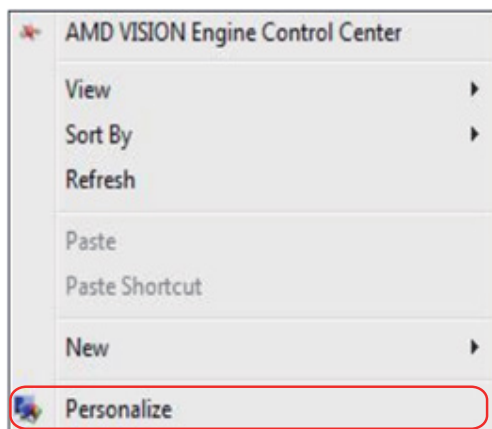 AMD VISION Engine Control Center
View
Sort By
Refresh
Paste
Paste Shortcut
New
Personalize